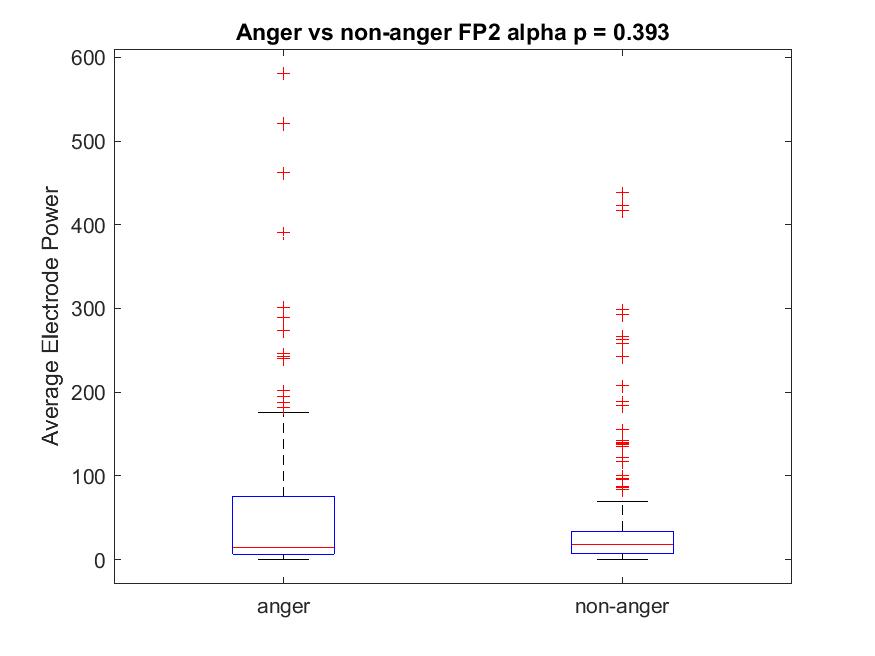 Anger vs non-anger FP2 alpha p = 0.393
600
500
400
300
200
100
0
Average Electrode Power
anger
non-anger